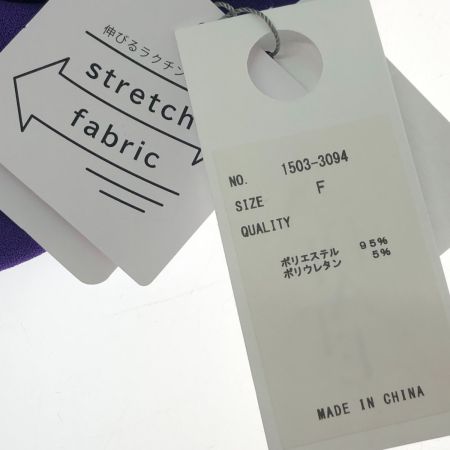 伸びるラクチン
stretch
fabric
NO. 1503-3094
SIZE F
QUALITY
ポリエステル 95%
ポリウレタン 5%
MADE IN CHINA